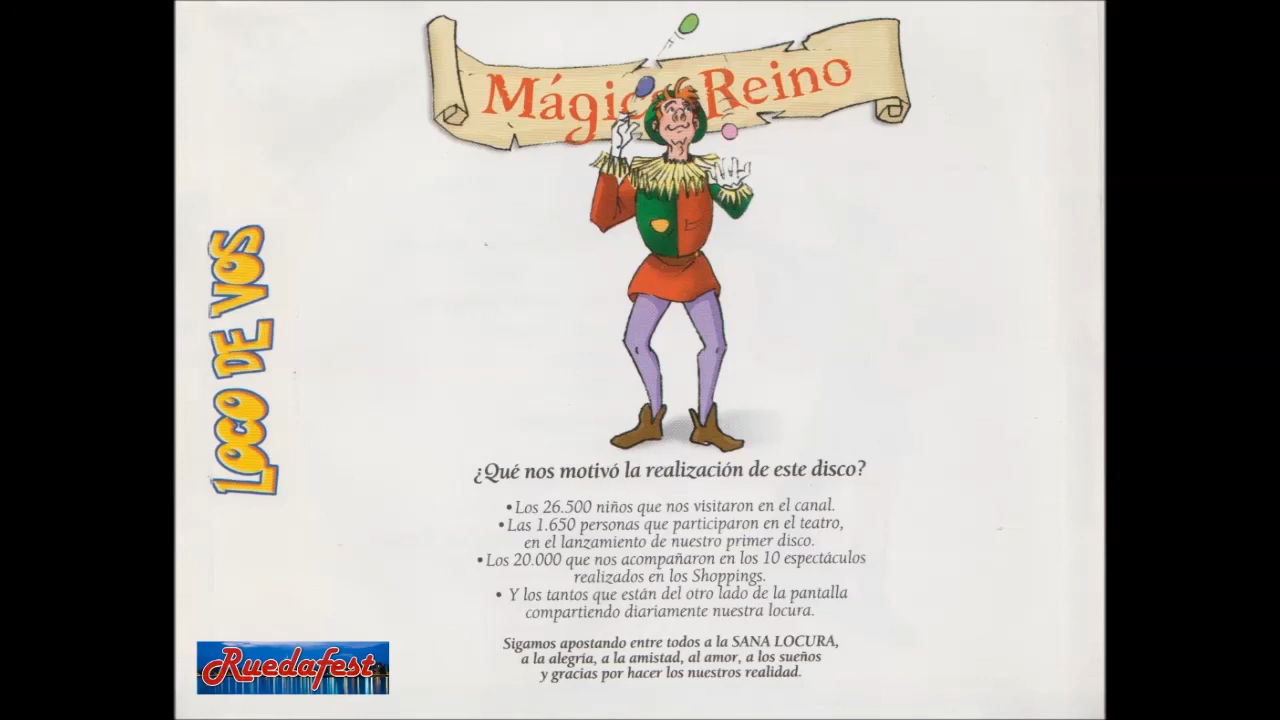 Mágico Reino
LOCO DE VOS
¿Qué nos motivó la realización de este disco?
•Los 26.500 niños que nos visitaron en el canal.
•Las 1.650 personas que participaron en el teatro,
en el lanzamiento de nuestro primer disco.
•Los 20.000 que nos acompañaron en los 10 espectáculos
realizados en los Shoppings.
• Y los tantos que están del otro lado de la pantalla
compartiendo diariamente nuestra locura.
Sigamos apostando entre todos a la SANA LOCURA,
a la alegría, a la amistad, al amor, a los sueños
y gracias por hacer los nuestros realidad.
Ruedafest